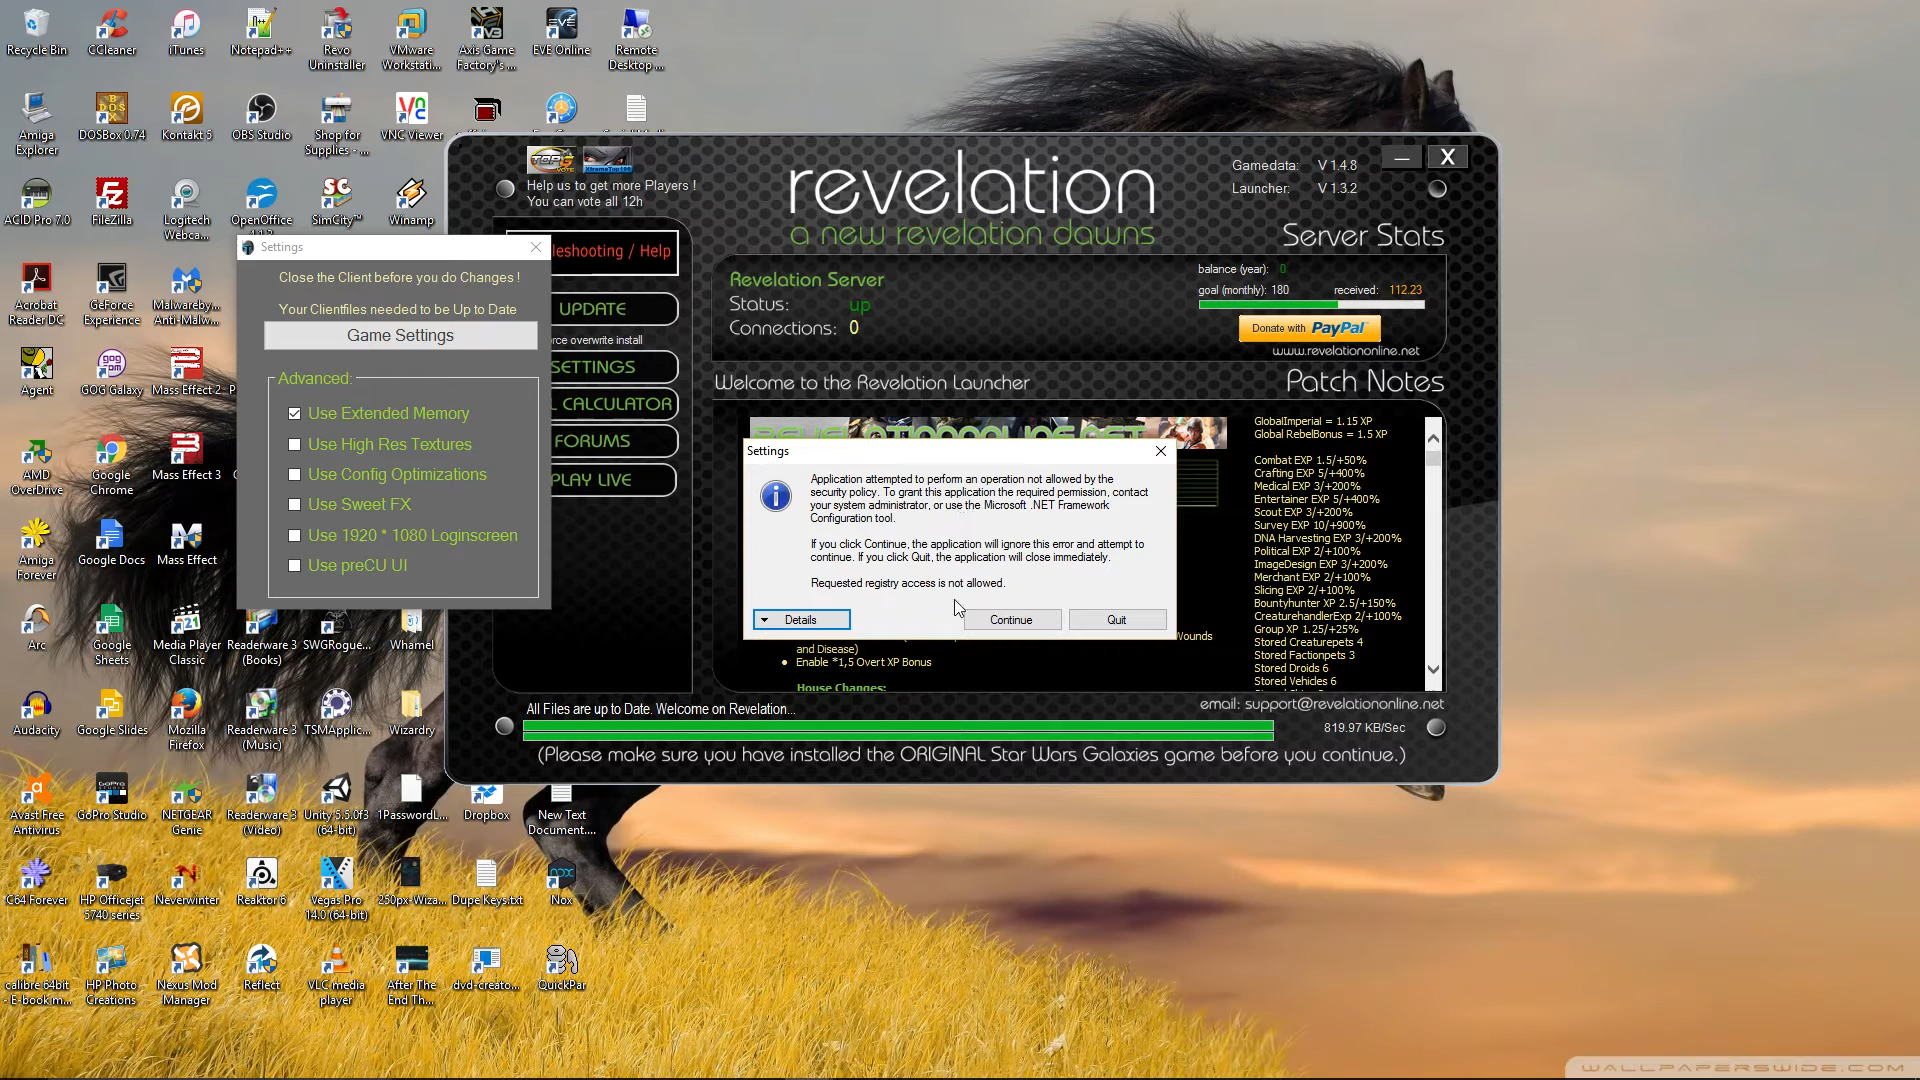 Recycle Bin
CCleaner
iTunes
Notepad++
Revo
Uninstaller
VMware
Workstati...
Axis Game
Factory's ...
EVE Online
Remote
Desktop ...
Amiga
Explorer
DOSBox 0.74
Kontakt 5
OBS Studio
Shop for
Supplies - ...
VNC Viewer
ACID Pro 7.0
FileZilla
Logitech
Webca...
OpenOffice
SimCity™
Winamp
Acrobat
Reader DC
GeForce
Experience
Malwareby...
Anti-Malw...
Agent
GOG Galaxy
Mass Effect 2
AMD
OverDrive
Google
Chrome
Mass Effect 3
Amiga
Forever
Google Docs
Mass Effect
Arc
Google
Sheets
Media Player
Classic
Readerware 3
(Books)
SWGRogue...
Whamel
Audacity
Google Slides
Mozilla
Firefox
Readerware 3
(Music)
TSMApplic...
Wizardry
Avast Free
Antivirus
GoPro Studio
NETGEAR
Genie
Readerware 3
(Video)
Unity 5.5.0f3
(64-bit)
1PasswordL...
Dropbox
New Text
Document....
C64 Forever
HP Officejet
5740 series
Neverwinter
Reaktor 6
Vegas Pro
14.0 (64-bit)
250px-Wiza...
Dupe Keys.txt
Nox
calibre 64bit
- E-book m...
HP Photo
Creations
Nexus Mod
Manager
Reflect
VLC media
player
After The
End Th...
dvd-creato...
QuickPar
Settings
Close the Client before you do Changes !
Your Clientfiles needed to be Up to Date
Game Settings
Advanced:
Use Extended Memory
Use High Res Textures
Use Config Optimizations
Use Sweet FX
Use 1920 * 1080 Loginscreen
Use preCU UI
Help us to get more Players !
You can vote all 12h
revelation
a new revelation dawns
Gamedata: V 1.4.8
Launcher: V 1.3.2
X
leshooting / Help
UPDATE
rce overwrite install
SETTINGS
L CALCULATOR
FORUMS
PLAY LIVE
Server Stats
Revelation Server
Status: up
Connections: 0
balance (year): 0
goal (monthly): 180 received: 112.23
Donate with PayPal
www.revelationonline.net
Welcome to the Revelation Launcher
Patch Notes
REVELATIONONLINE.NET
Settings
Application attempted to perform an operation not allowed by the
security policy. To grant this application the required permission, contact
your system administrator, or use the Microsoft .NET Framework
Configuration tool.
If you click Continue, the application will ignore this error and attempt to
continue. If you click Quit, the application will close immediately.
Requested registry access is not allowed.
Details
Continue
Quit
Wounds
and Disease)
Enable *1,5 Overt XP Bonus
House Changes:
GlobalImperial = 1.15 XP
Global RebelBonus = 1.5 XP
Combat EXP 1.5/+50%
Crafting EXP 5/+400%
Medical EXP 3/+200%
Entertainer EXP 5/+400%
Scout EXP 3/+200%
Survey EXP 10/+900%
DNA Harvesting EXP 3/+200%
Political EXP 2/+100%
ImageDesign EXP 3/+200%
Merchant EXP 2/+100%
Slicing EXP 2/+100%
Bountyhunter XP 2.5/+150%
CreaturehandlerExp 2/+100%
Group XP 1.25/+25%
Stored Creaturepets 4
Stored Factionpets 3
Stored Droids 6
Stored Vehicles 6
All Files are up to Date. Welcome on Revelation...
email: support@revelationonline.net
819.97 KB/Sec
(Please make sure you have installed the ORIGINAL Star Wars Galaxies game before you continue.)
WALLPAPERSWIDE.COM